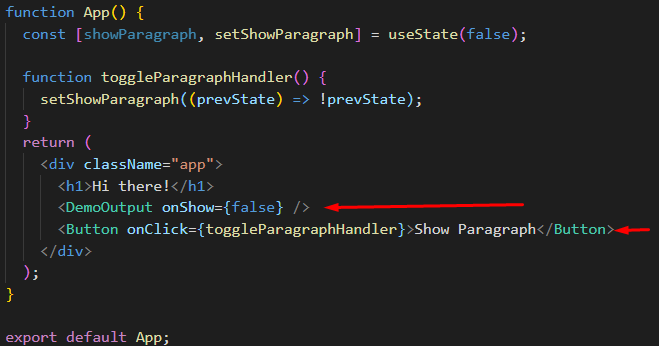 function App() {
const [showParagraph, setShowParagraph] = useState(false);
function toggleParagraphHandler() {
setShowParagraph((prevState) => !prevState);
}
return (
<div className="app">
<h1>Hi there!</h1>
<DemoOutput onShow={false} />
<Button onClick={toggleParagraphHandler}>Show Paragraph</Button>
</div>
);
}
export default App;